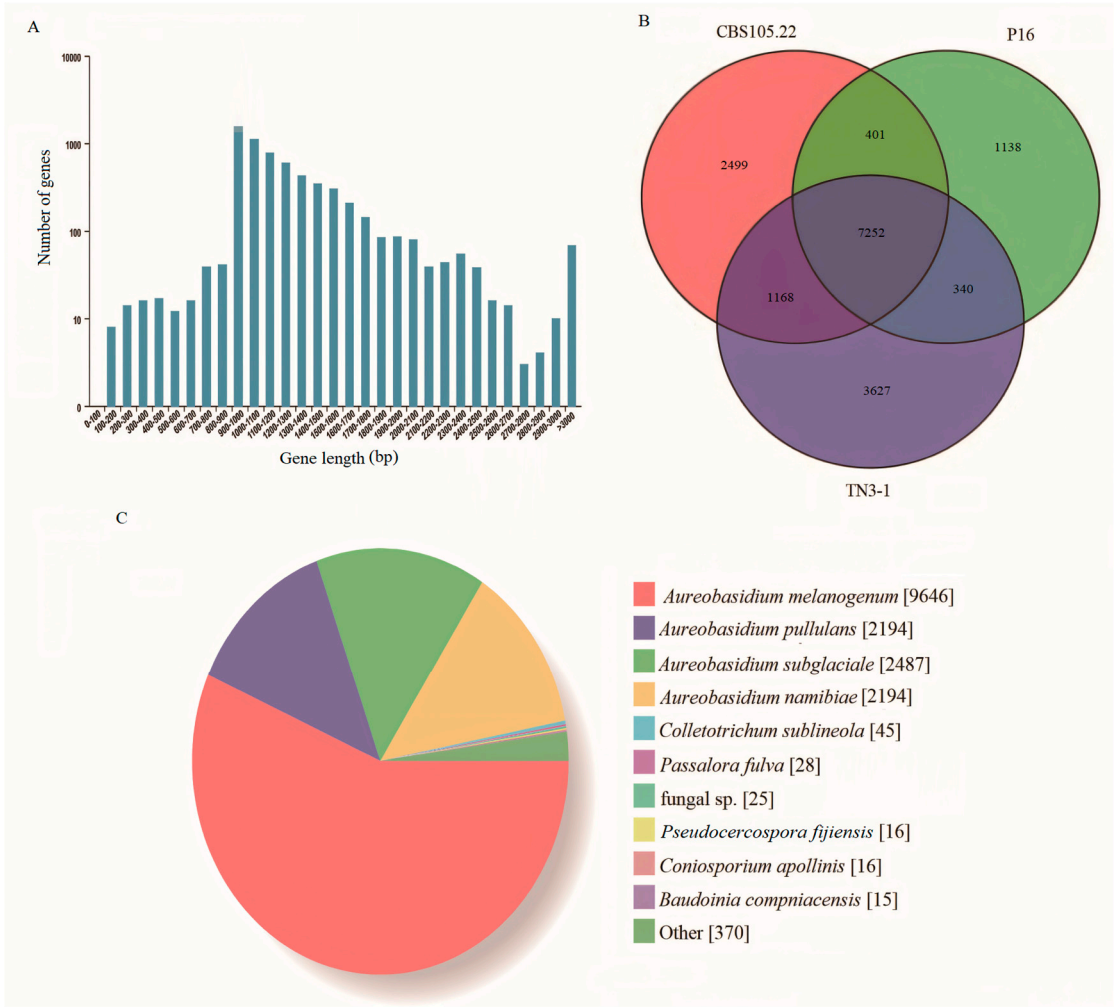 A
10000
1000
100
10
0
Number of genes
0-100
100-200
200-300
300-400
400-500
500-600
600-700
700-800
800-900
900-1000
1000-1100
1100-1200
1200-1300
1300-1400
1400-1500
1500-1600
1600-1700
1700-1800
1800-1900
1900-2000
2000-2100
2100-2200
2200-2300
2300-2400
2400-2500
2500-2600
2600-2700
2700-2800
2800-2900
2900-3000
>3000
Gene length (bp)
B
CBS105.22
P16
401
2499
1138
7252
1168
340
3627
TN3-1
C
Aureobasidium melanogenum [9646]
Aureobasidium pullulans [2194]
Aureobasidium subglaciale [2487]
Aureobasidium namibiae [2194]
Colletotrichum sublineola [45]
Passalora fulva [28]
fungal sp. [25]
Pseudocercospora fijiensis [16]
Coniosporium apollinis [16]
Baudoinia compniacensis [15]
Other [370]